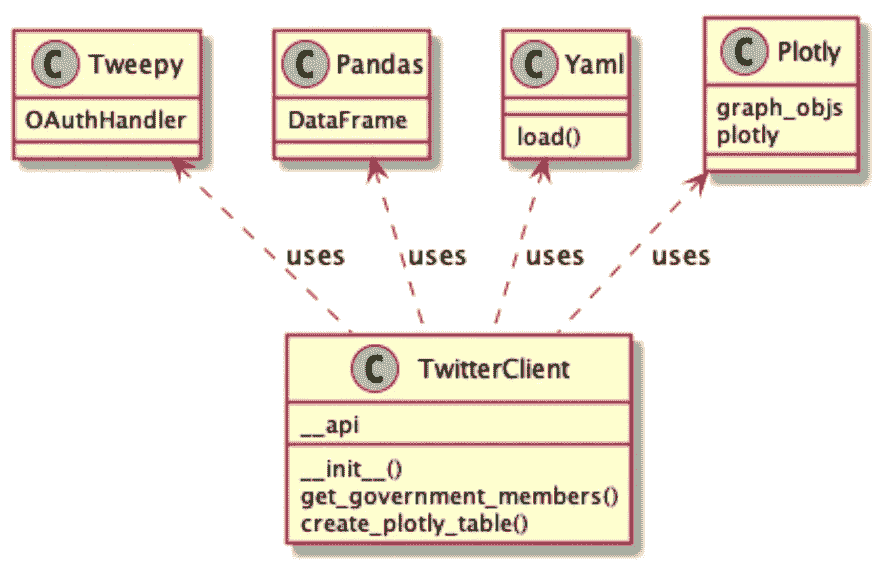 C Tweepy
OAuthHandler
C Pandas
DataFrame
C Yaml
load()
C Plotly
graph_objs
plotly
uses
uses
uses
uses
C TwitterClient
__api
__init__()
get_government_members()
create_plotly_table()